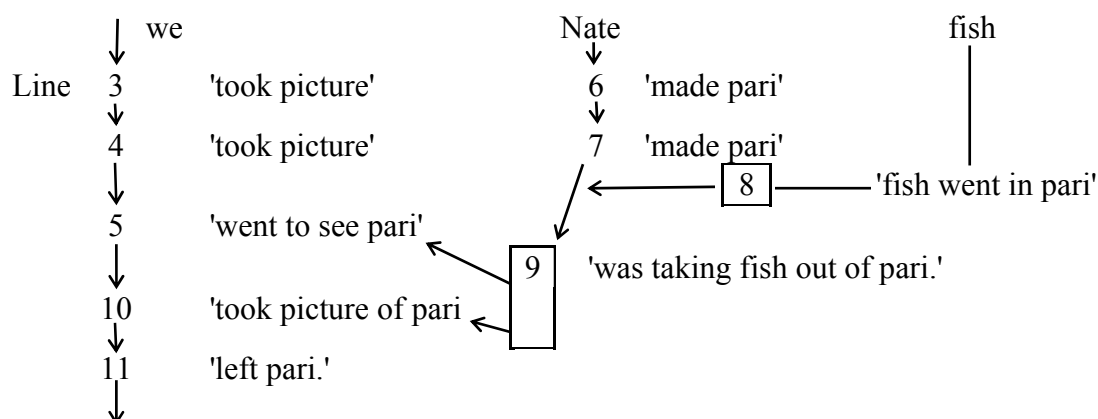 we Nate fish
Line 3 'took picture' 6 'made pari'
4 'took picture' 7 'made pari'
8 'fish went in pari'
5 'went to see pari'
9 'was taking fish out of pari.'
10 'took picture of pari
11 'left pari.'